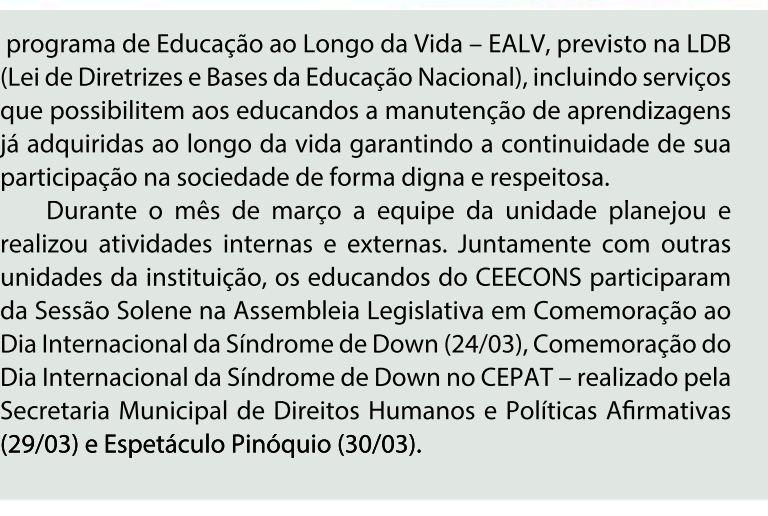 programa de Educação ao Longo da Vida – EALV, previsto na LDB
(Lei de Diretrizes e Bases da Educação Nacional), incluindo serviços
que possibilitem aos educandos a manutenção de aprendizagens
já adquiridas ao longo da vida garantindo a continuidade de sua
participação na sociedade de forma digna e respeitosa.
Durante o mês de março a equipe da unidade planejou e
realizou atividades internas e externas. Juntamente com outras
unidades da instituição, os educandos do CEECONS participaram
da Sessão Solene na Assembleia Legislativa em Comemoração ao
Dia Internacional da Síndrome de Down (24/03), Comemoração do
Dia Internacional da Síndrome de Down no CEPAT – realizado pela
Secretaria Municipal de Direitos Humanos e Políticas Afirmativas
(29/03) e Espetáculo Pinóquio (30/03).